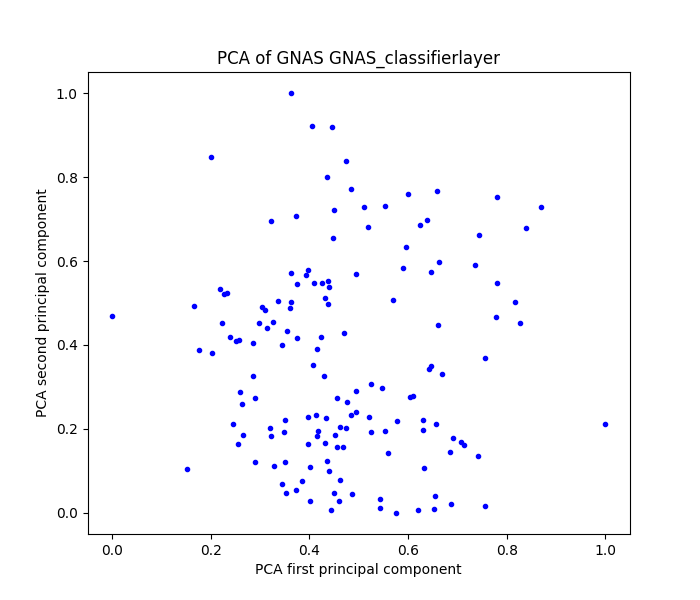 PCA of GNAS GNAS_classifierlayer
1.0
0.8
0.6
0.4
0.2
0.0
PCA second principal component
0.0 0.2 0.4 0.6 0.8 1.0
PCA first principal component